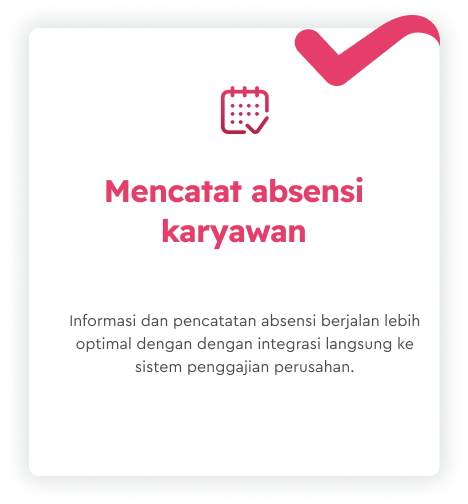 Mencatat absensi
karyawan
Informasi dan pencatatan absensi berjalan lebih
optimal dengan dengan integrasi langsung ke
sistem penggajian perusahan.